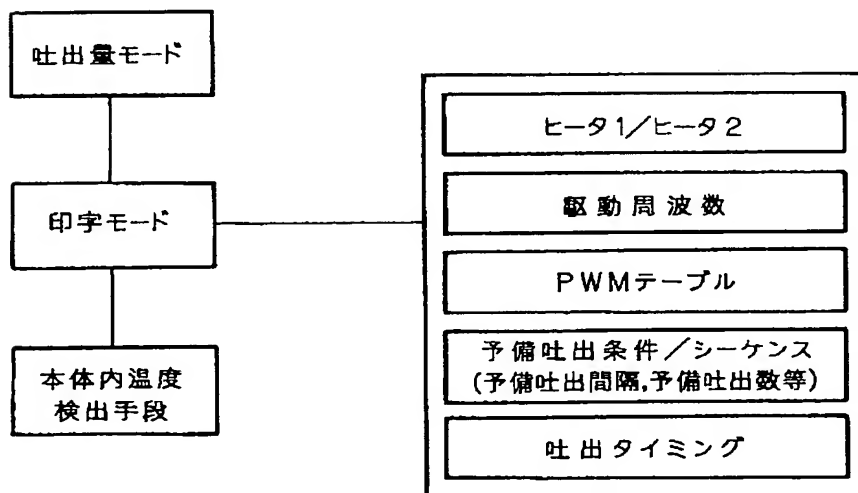 吐出量モード
印字モード
本体内温度
検出手段
ヒータ1／ヒータ2
駆動周波数
PWMテーブル
予備吐出条件／シーケンス
(予備吐出間隔,予備吐出数等)
吐出タイミング